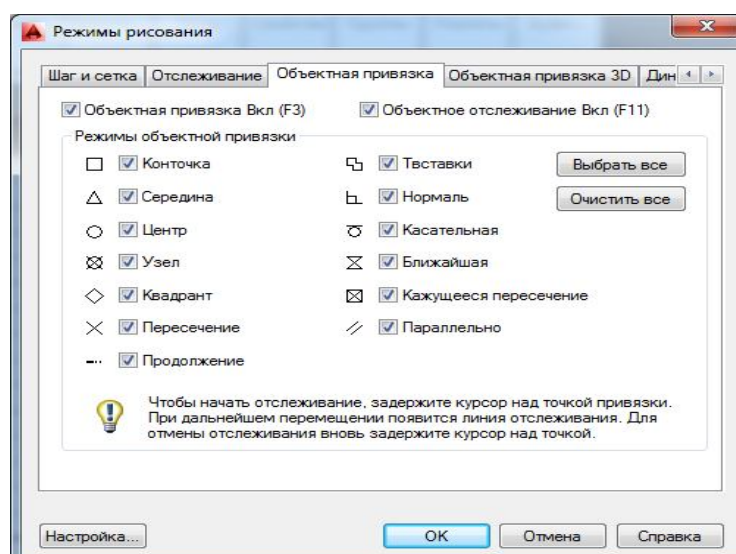 Режимы рисования
Шаг и сетка Отслеживание Объектная привязка Объектная привязка 3D Дин
Объектная привязка Вкл (F3) Объектное отслеживание Вкл (F11)
Режимы объектной привязки
Конточка Твставки Выбрать все
Середина Нормаль Очистить все
Центр Касательная
Узел Ближайшая
Квадрант Кажущееся пересечение
Пересечение Параллельно
Продолжение
Чтобы начать отслеживание, задержите курсор над точкой привязки.
При дальнейшем перемещении появится линия отслеживания. Для
отмены отслеживания вновь задержите курсор над точкой.
Настройка... OK Отмена Справка